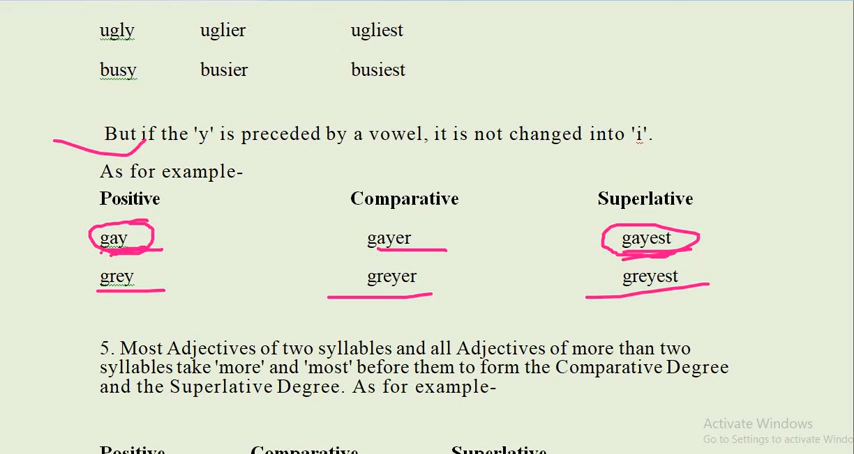 ugly uglier ugliest
busy busier busiest
But if the 'y' is preceded by a vowel, it is not changed into 'i'.
As for example-
Positive Comparative Superlative
gay gayer gayest
grey greyer greyest
5. Most Adjectives of two syllables and all Adjectives of more than two
syllables take 'more' and 'most' before them to form the Comparative Degree
and the Superlative Degree. As for example-
Activate Windows
Go to Settings to activate Windo
Positive Comparative Superlative